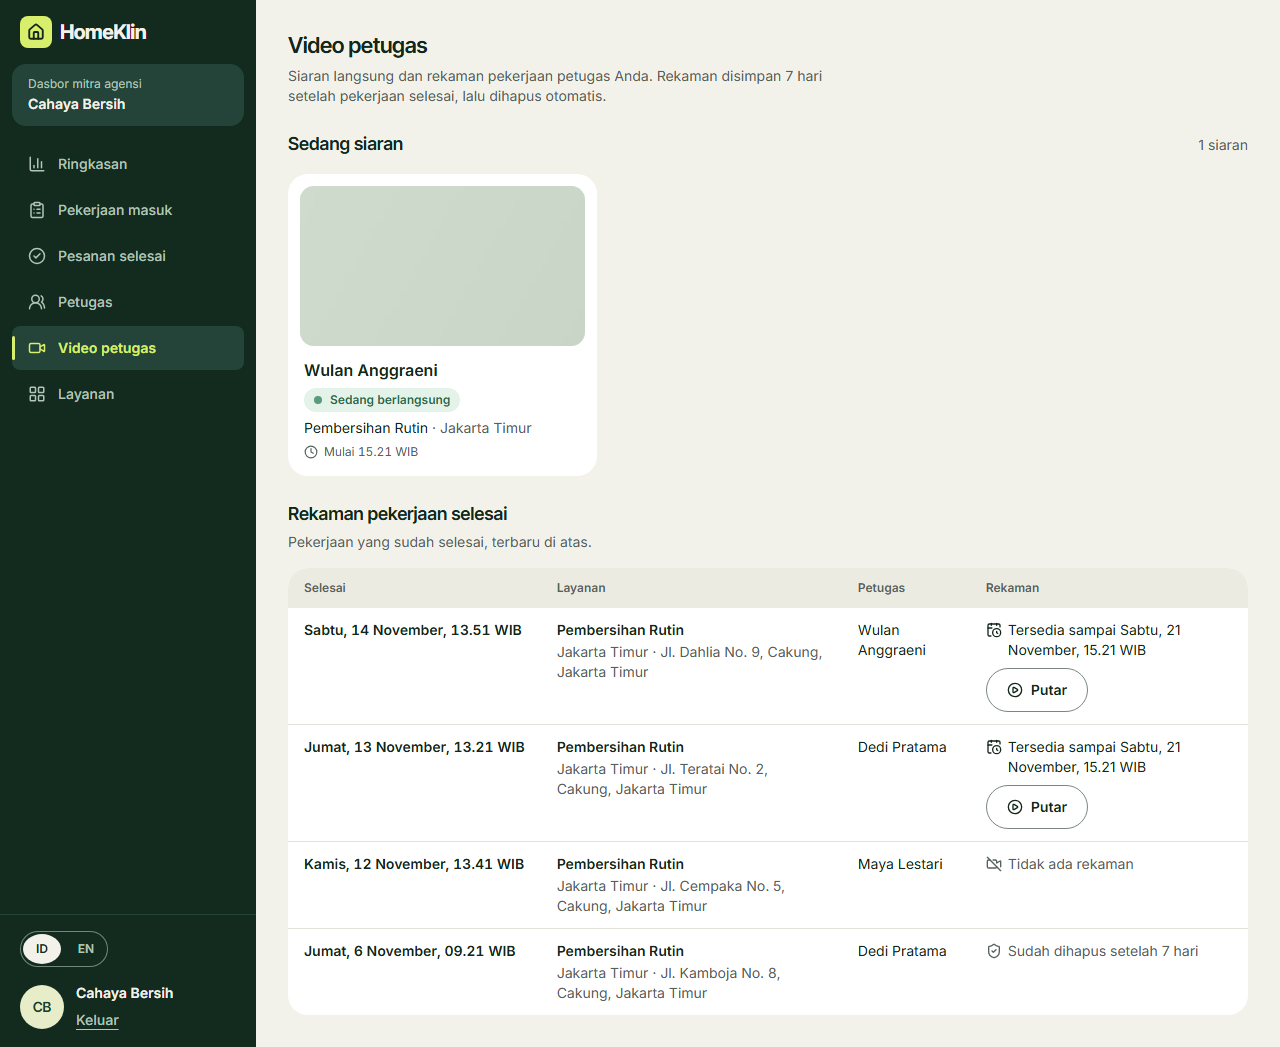 HomeKlin
Dasbor mitra agensi
Cahaya Bersih
Ringkasan
Pekerjaan masuk
Pesanan selesai
Petugas
Video petugas
Layanan
ID
EN
CB
Cahaya Bersih
Keluar
Video petugas
Siaran langsung dan rekaman pekerjaan petugas Anda. Rekaman disimpan 7 hari
setelah pekerjaan selesai, lalu dihapus otomatis.
Sedang siaran
1 siaran
Wulan Anggraeni
Sedang berlangsung
Pembersihan Rutin · Jakarta Timur
Mulai 15.21 WIB
Rekaman pekerjaan selesai
Pekerjaan yang sudah selesai, terbaru di atas.
Selesai Layanan Petugas Rekaman
Sabtu, 14 November, 13.51 WIB
Pembersihan Rutin
Jakarta Timur · Jl. Dahlia No. 9, Cakung,
Jakarta Timur
Wulan
Anggraeni
Tersedia sampai Sabtu, 21
November, 15.21 WIB
Putar
Jumat, 13 November, 13.21 WIB
Pembersihan Rutin
Jakarta Timur · Jl. Teratai No. 2,
Cakung, Jakarta Timur
Dedi Pratama
Tersedia sampai Sabtu, 21
November, 15.21 WIB
Putar
Kamis, 12 November, 13.41 WIB
Pembersihan Rutin
Jakarta Timur · Jl. Cempaka No. 5,
Cakung, Jakarta Timur
Maya Lestari
Tidak ada rekaman
Jumat, 6 November, 09.21 WIB
Pembersihan Rutin
Jakarta Timur · Jl. Kamboja No. 8,
Cakung, Jakarta Timur
Dedi Pratama
Sudah dihapus setelah 7 hari